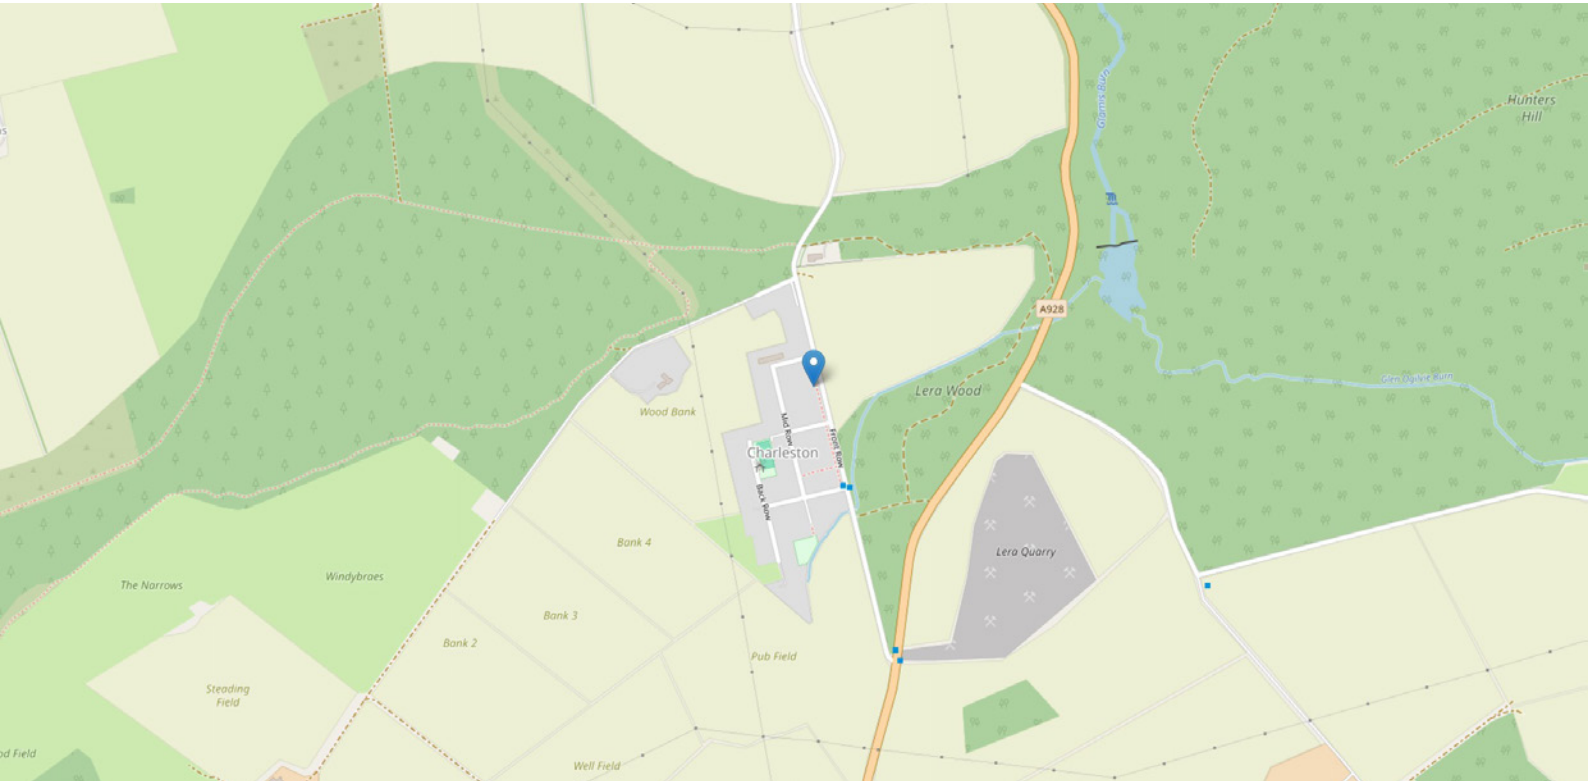 Hunters
Hill
Glamis Burn
A928
Glen Ogilvie Burn
Lera Wood
Wood Bank
Mid Row
Front Row
Charleston
Back Row
Bank 4
Lera Quarry
The Narrows
Windybraes
Bank 3
Bank 2
Pub Field
Steading
Field
Field
Well Field